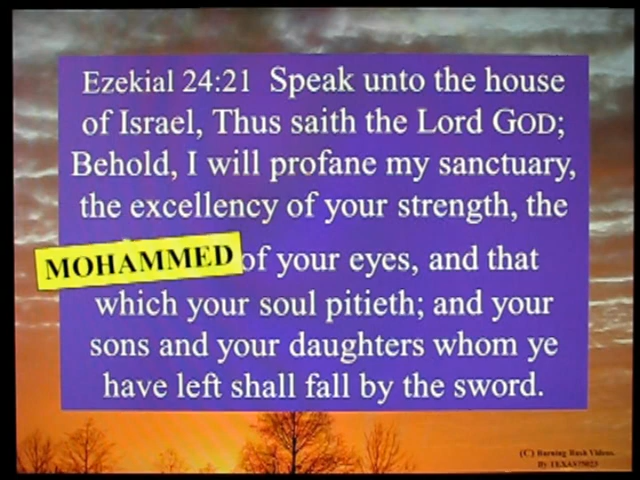 Ezekial 24:21 Speak unto the house
of Israel, Thus saith the Lord GOD;
Behold, I will profane my sanctuary,
the excellency of your strength, the
MOHAMMED of your eyes, and that
which your soul pitieth; and your
sons and your daughters whom ye
have left shall fall by the sword.
(C) Burning Bush Videos.
By TEXAS75023